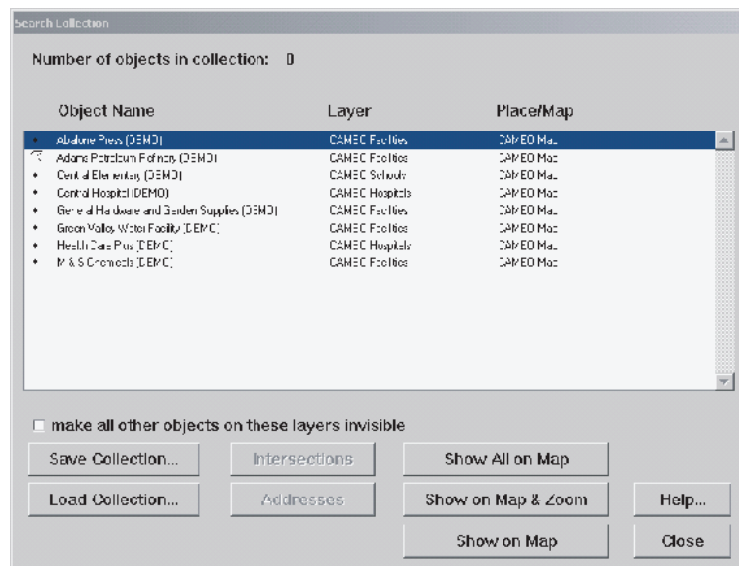 Search Collection
Number of objects in collection: 0
Object Name Layer Place/Map
Abalone Press (DEMO) CAMEO Facilities CAMEO Map
Adams Petroleum Refinery (DEMO) CAMEO Facilities CAMEO Map
Central Elementary (DEMO) CAMEO Schools CAMEO Map
Central Hospital (DEMO) CAMEO Hospitals CAMEO Map
General Hardware and Garden Supplies (DEMO) CAMEO Facilities CAMEO Map
Green Valley Water Facility (DEMO) CAMEO Facilities CAMEO Map
Health Care Plus (DEMO) CAMEO Hospitals CAMEO Map
M & S Chemicals (DEMO) CAMEO Facilities CAMEO Map
make all other objects on these layers invisible
Save Collection... Intersections Show All on Map
Load Collection... Addresses Show on Map & Zoom Help...
Show on Map Close